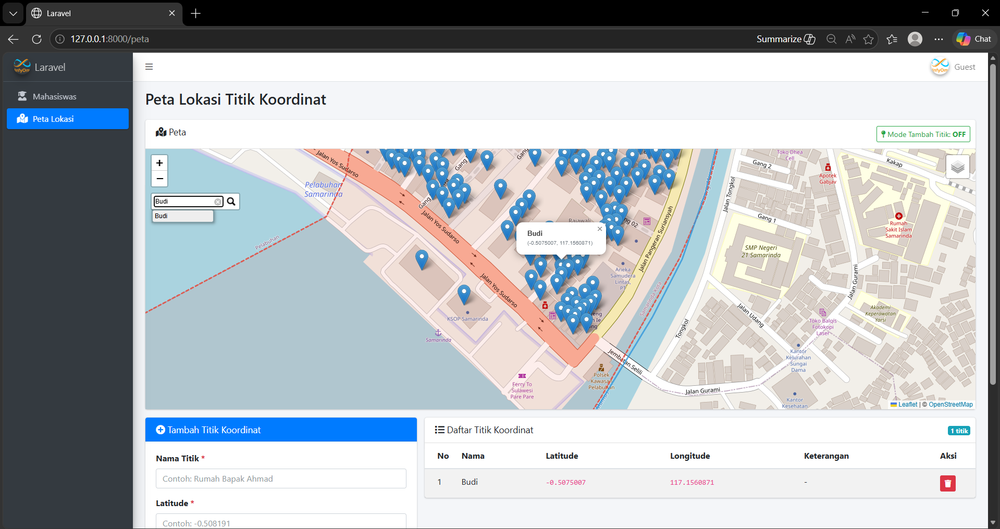 Laravel
127.0.0.1:8000/peta
Summarize
Chat
InfyOm
Laravel
InfyOm
Guest
Mahasiswas
Peta Lokasi
Peta Lokasi Titik Koordinat
Peta
Mode Tambah Titik: OFF
+
−
Budi
Budi
Pelabuhan
Samarinda
Pelabuhan
Jalan Yos Sudarso
Jalan Yos Sudarso
Jalan Yos Sudarso
Gang
Gang
Gang
Rajawali
Gang 02
Budi
(-0.5075007, 117.1560871)
×
Jalan Pangeran Suriansyah
Aneka
Samudera
Lintas,
PT
Samarinda Kota
KSOP Samarinda
Samarinda
Ferry To
Sulawesi
Pare Pare
Polsek
Kawasan
Pelabuhan
Jembatan Selili
Toko Dhea
Cell
Gang 2
Apotek
Gabjav
Kakap
Jalan Tongkol
Gang 1
Rumah
Sakit Islam
Samarinda
SMP Negeri
21 Samarinda
Jalan Gurami
Akademi
Keperawatan
Yarsi
Jalan Udang
Toko Balqis
Fotokopi
Laser
Tongkol
Kantor
Kelurahan
Sungai
Dama
Jalan Gurami
Kantor
Kesehatan
Leaflet | © OpenStreetMap
Tambah Titik Koordinat
Nama Titik *
Contoh: Rumah Bapak Ahmad
Latitude *
Contoh: -0.508191
Daftar Titik Koordinat
1 titik
No Nama Latitude Longitude Keterangan Aksi
1 Budi -0.5075007 117.1560871 -